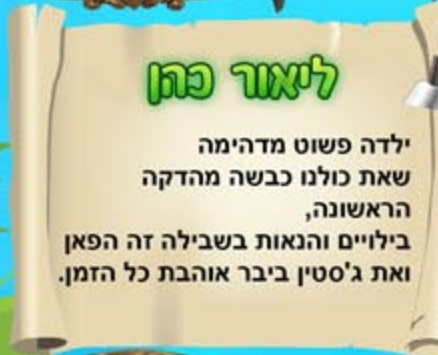 ליאור כהן
ילדה פשוט מדהימה
שאת כולנו כבשה מהדקה
הראשונה,
בילויים והנאות בשבילה זה הפאן
ואת ג'סטין ביבר אוהבת כל הזמן.